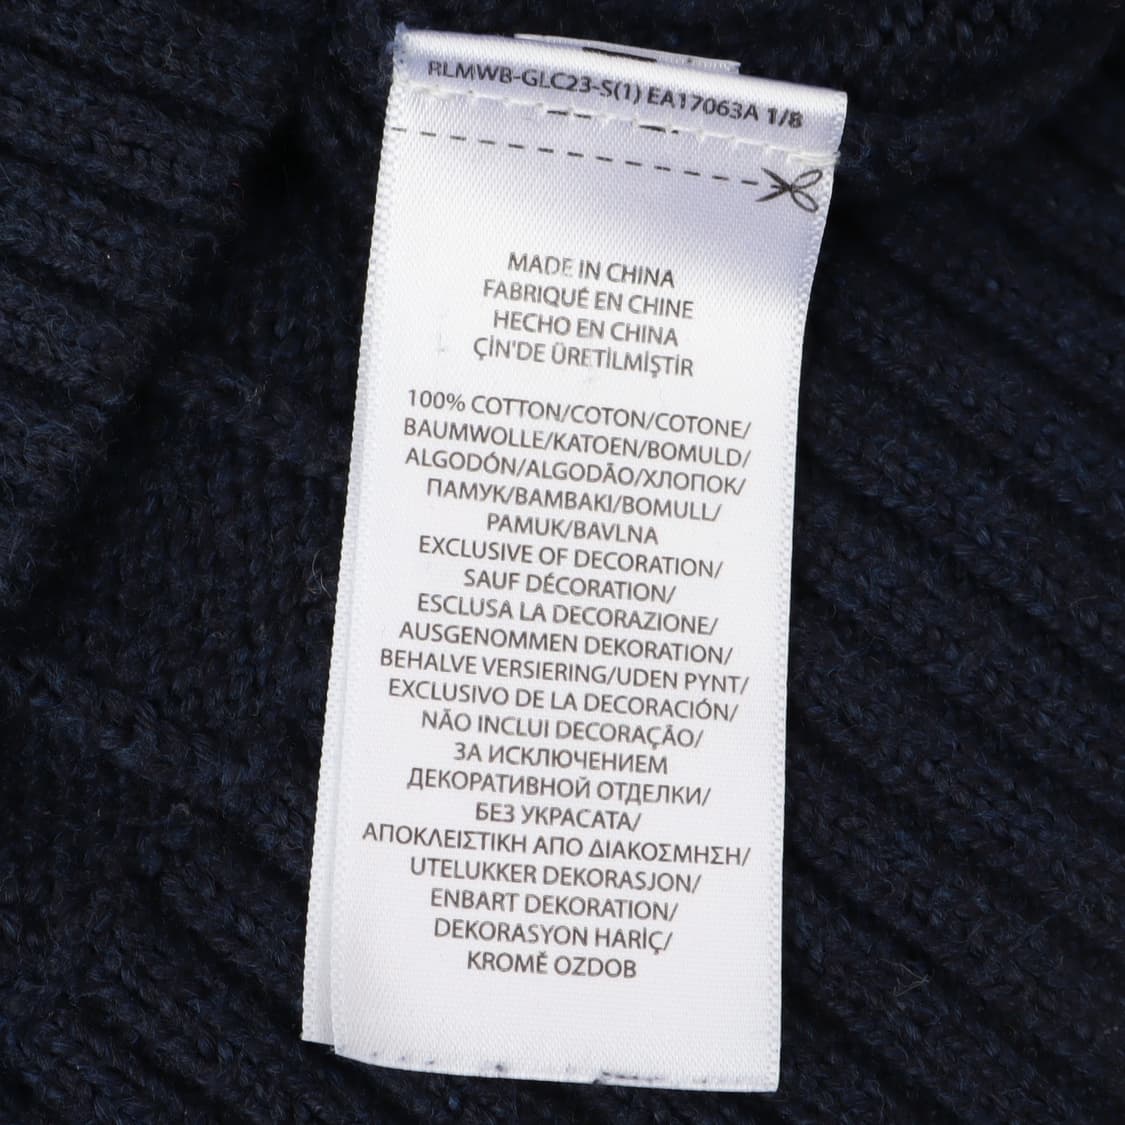 RLMWB-GLC23-S(1) EA17063A 1/8
MADE IN CHINA
FABRIQUÉ EN CHINE
HECHO EN CHINA
ÇİN'DE ÜRETİLMİŞTİR
100% COTTON/COTON/COTONE/
BAUMWOLLE/KATOEN/BOMULD/
ALGODÓN/ALGODÃO/ХЛОПОК/
ПАМУК/ΒΑΜΒΑΚΙ/BOMULL/
PAMUK/BAVLNA
EXCLUSIVE OF DECORATION/
SAUF DÉCORATION/
ESCLUSA LA DECORAZIONE/
AUSGENOMMEN DEKORATION/
BEHALVE VERSIERING/UDEN PYNT/
EXCLUSIVO DE LA DECORACIÓN/
NÃO INCLUI DECORAÇÃO/
ЗА ИСКЛЮЧЕНИЕМ
ДЕКОРАТИВНОЙ ОТДЕЛКИ/
БЕЗ УКРАСАТА/
ΑΠΟΚΛΕΙΣΤΙΚΗ ΑΠΟ ΔΙΑΚΟΣΜΗΣΗ/
UTELUKKER DEKORASJON/
ENBART DEKORATION/
DEKORASYON HARİÇ/
KROMĚ OZDOB